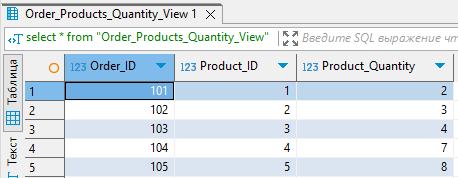 Order_Products_Quantity_View 1
select * from "Order_Products_Quantity_View"
Введите SQL выражение чт
Таблица
Текст
123 Order_ID 123 Product_ID 123 Product_Quantity
1 101 1 2
2 102 2 3
3 103 3 4
4 104 4 7
5 105 5 8